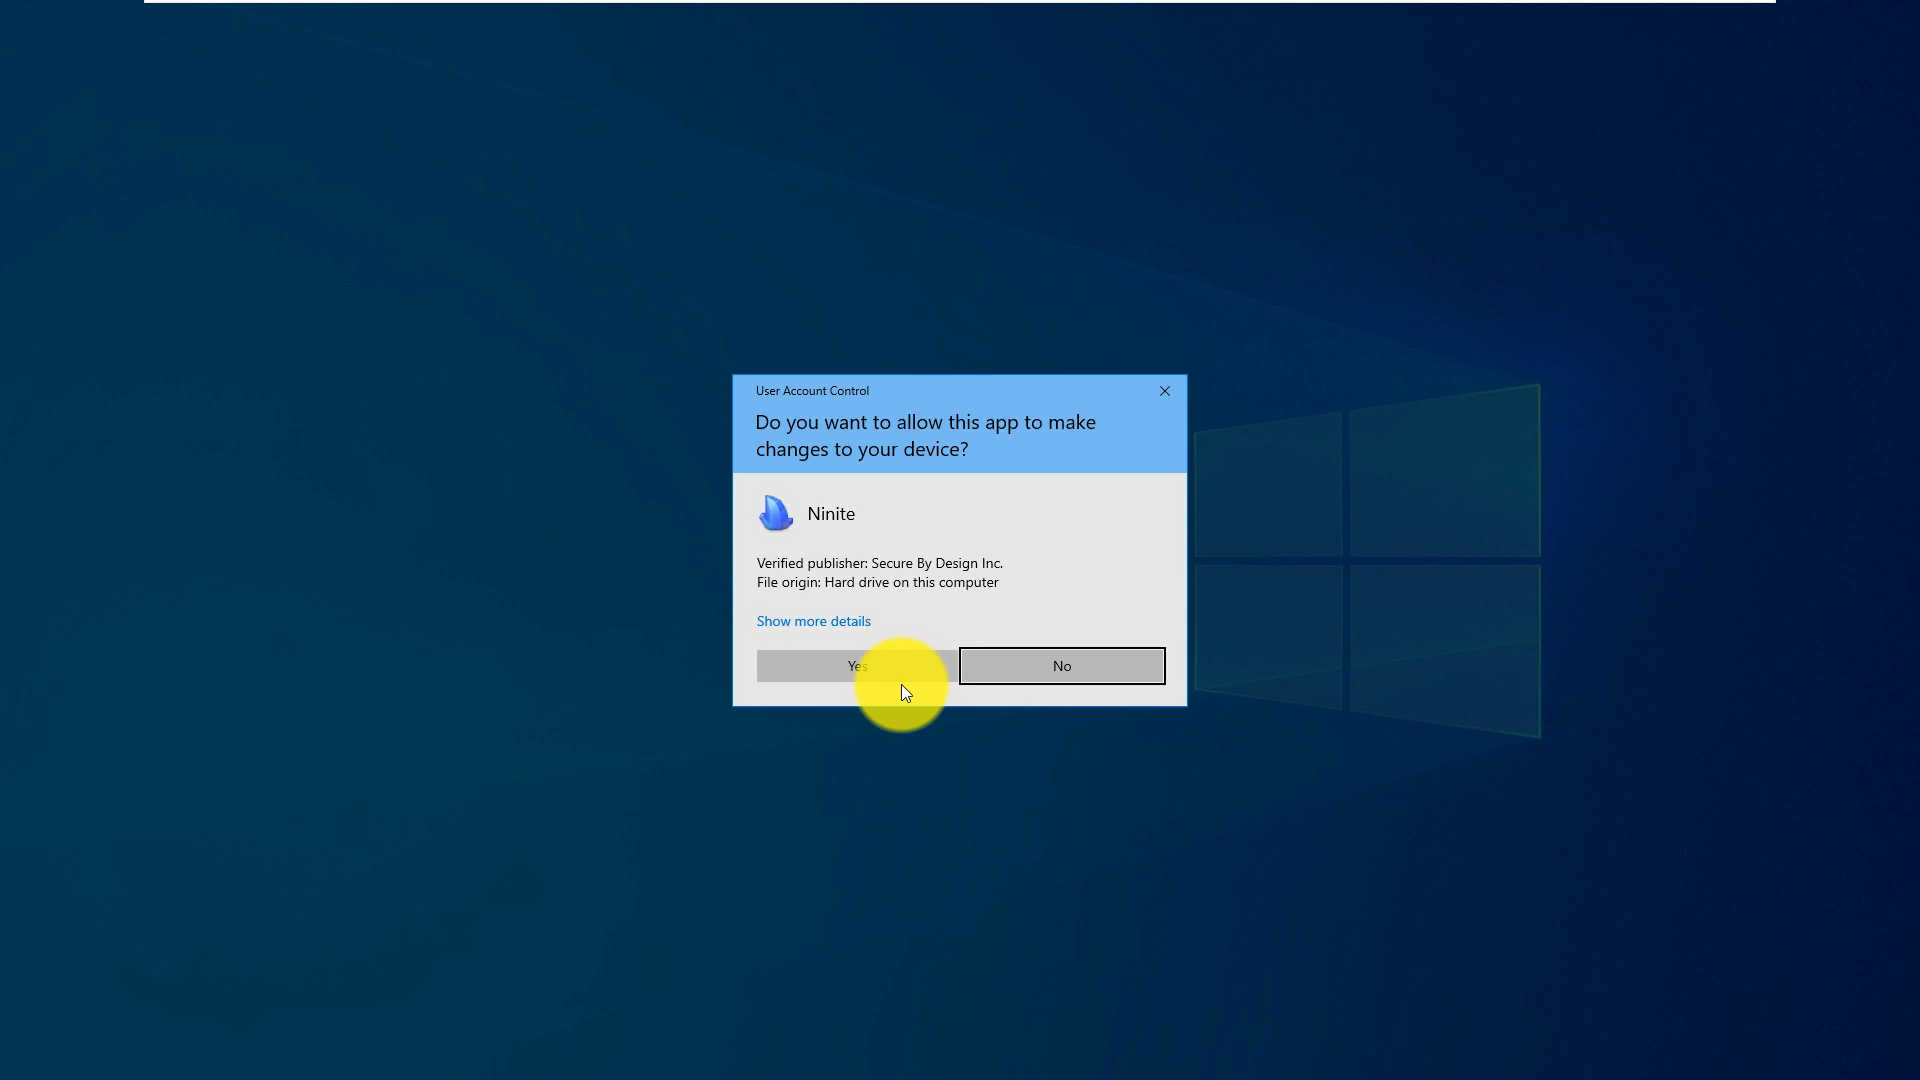 User Account Control
Do you want to allow this app to make
changes to your device?
Ninite
Verified publisher: Secure By Design Inc.
File origin: Hard drive on this computer
Show more details
Yes
No